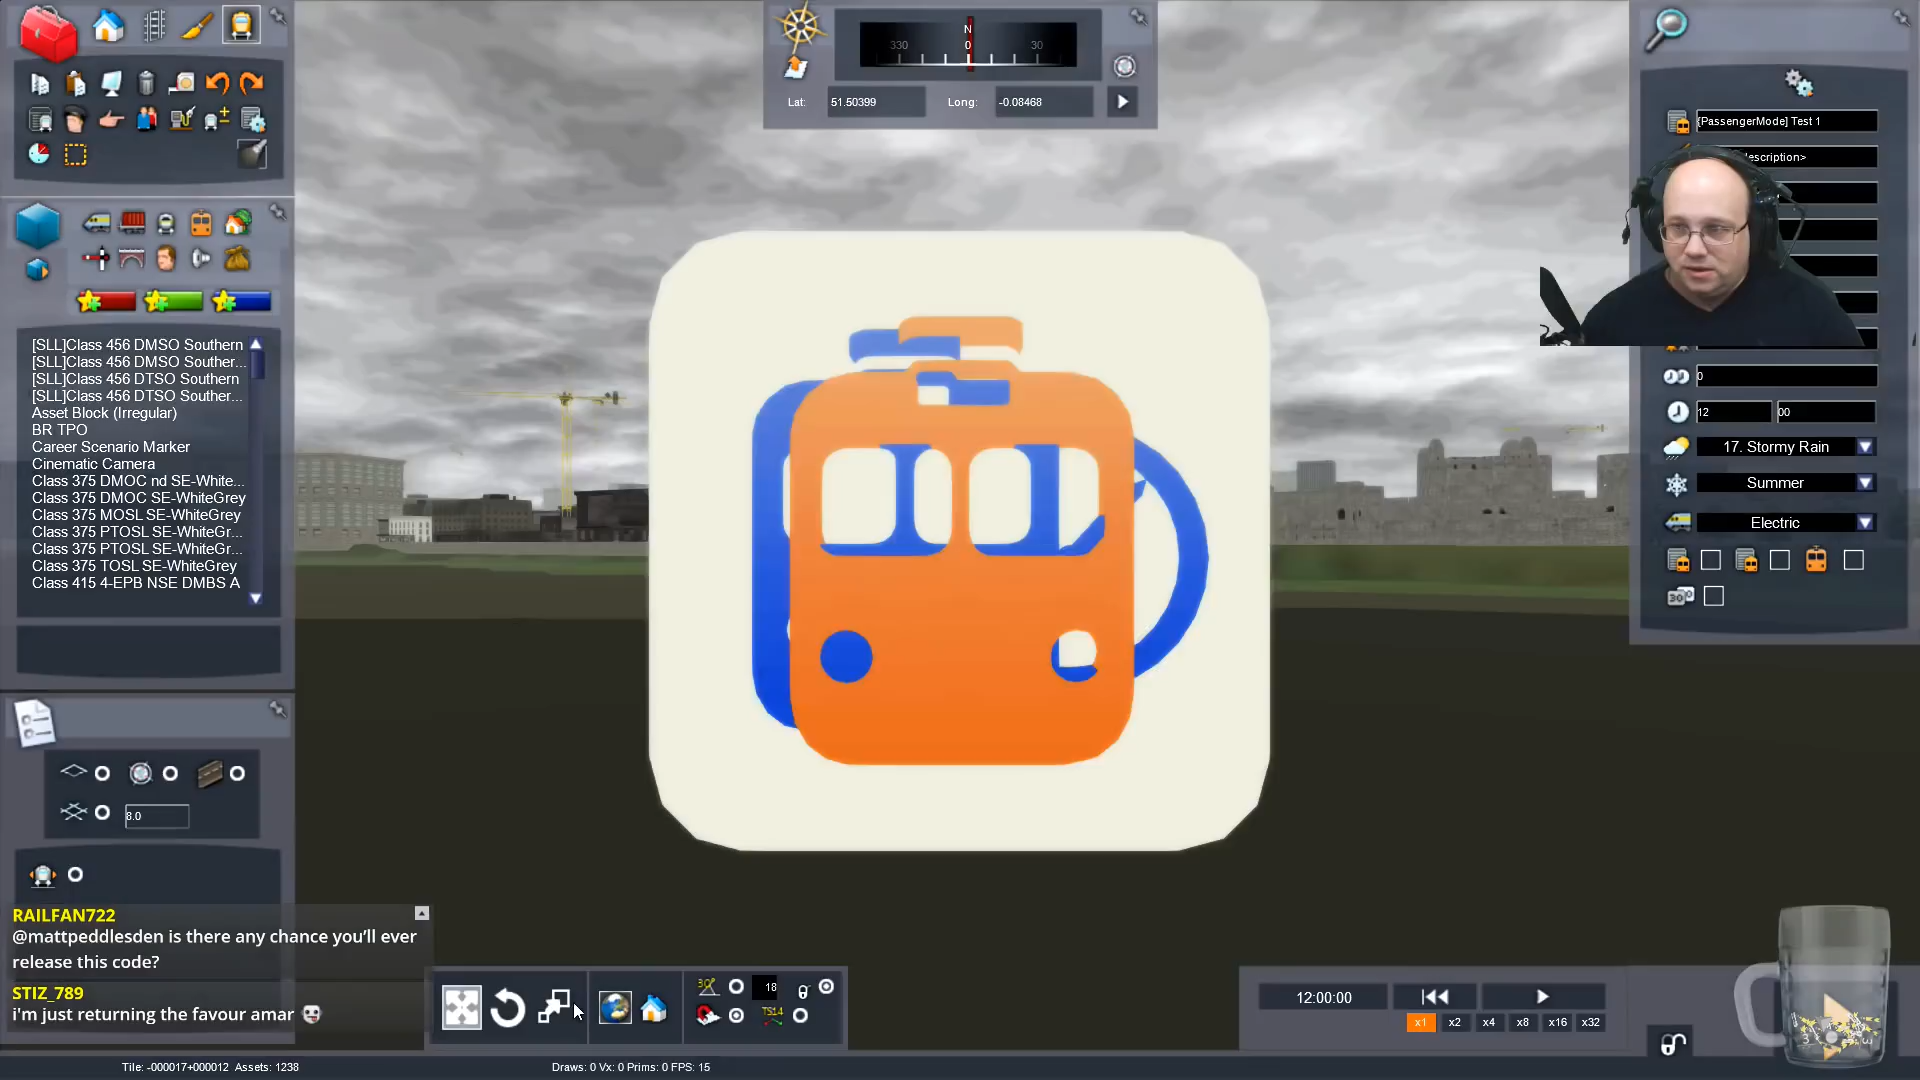 N
330 0 30
Lat: 51.50399 Long: -0.08468
[PassengerMode] Test 1
escription>
[SLL]Class 456 DMSO Southern
[SLL]Class 456 DMSO Souther...
[SLL]Class 456 DTSO Southern
[SLL]Class 456 DTSO Souther...
Asset Block (Irregular)
BR TPO
Career Scenario Marker
Cinematic Camera
Class 375 DMOC nd SE-White...
Class 375 DMOC SE-WhiteGrey
Class 375 MOSL SE-WhiteGrey
Class 375 PTOSL SE-WhiteGr...
Class 375 PTOSL SE-WhiteGr...
Class 375 TOSL SE-WhiteGrey
Class 415 4-EPB NSE DMBS A
0
12 00
17. Stormy Rain
Summer
Electric
30
8.0
RAILFAN722
@mattpeddlesden is there any chance you'll ever
release this code?
STIZ_789
i'm just returning the favour amar
30 18
TS14
12:00:00
x1 x2 x4 x8 x16 x32
Tile: -000017+000012 Assets: 1238
Draws: 0 Vx: 0 Prims: 0 FPS: 15